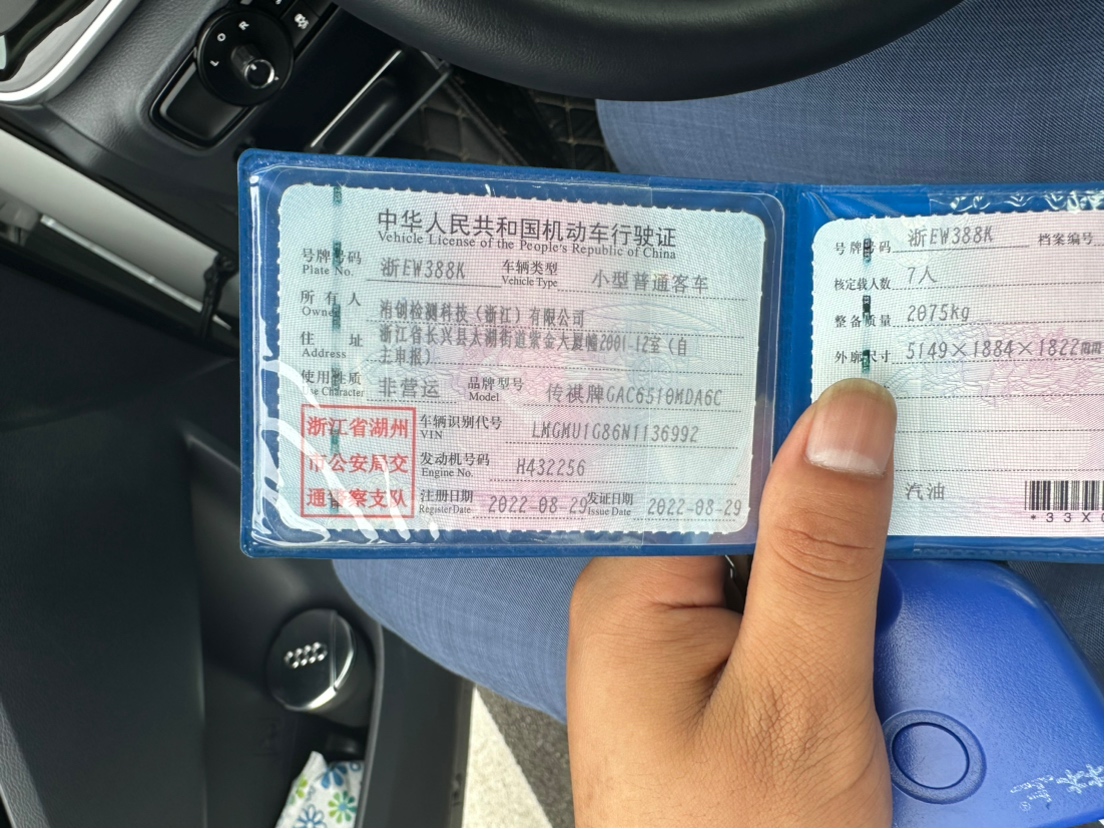 L O R
中华人民共和国机动车行驶证
Vehicle License of the People's Republic of China
号牌号码 浙EW388K 车辆类型 小型普通客车
Plate No. Vehicle Type
所有人 洧创检测科技（浙江）有限公司
Owner
住址 浙江省长兴县太湖街道紫金大厦幢2001-12室（自
Address 主申报）
使用性质 非营运 品牌型号 传祺牌GAC6510MDA6C
Use Character Model
浙江省湖州
市公安局交
通警察支队
车辆识别代号 LMGMU1G86N1136992
VIN
发动机号码 H432256
Engine No.
注册日期 2022-08-29 发证日期 2022-08-29
Register Date Issue Date
号牌号码 浙EW388K 档案编号
核定载人数 7人
整备质量 2075kg
外廓尺寸 5149×1884×1822
汽油
*33X